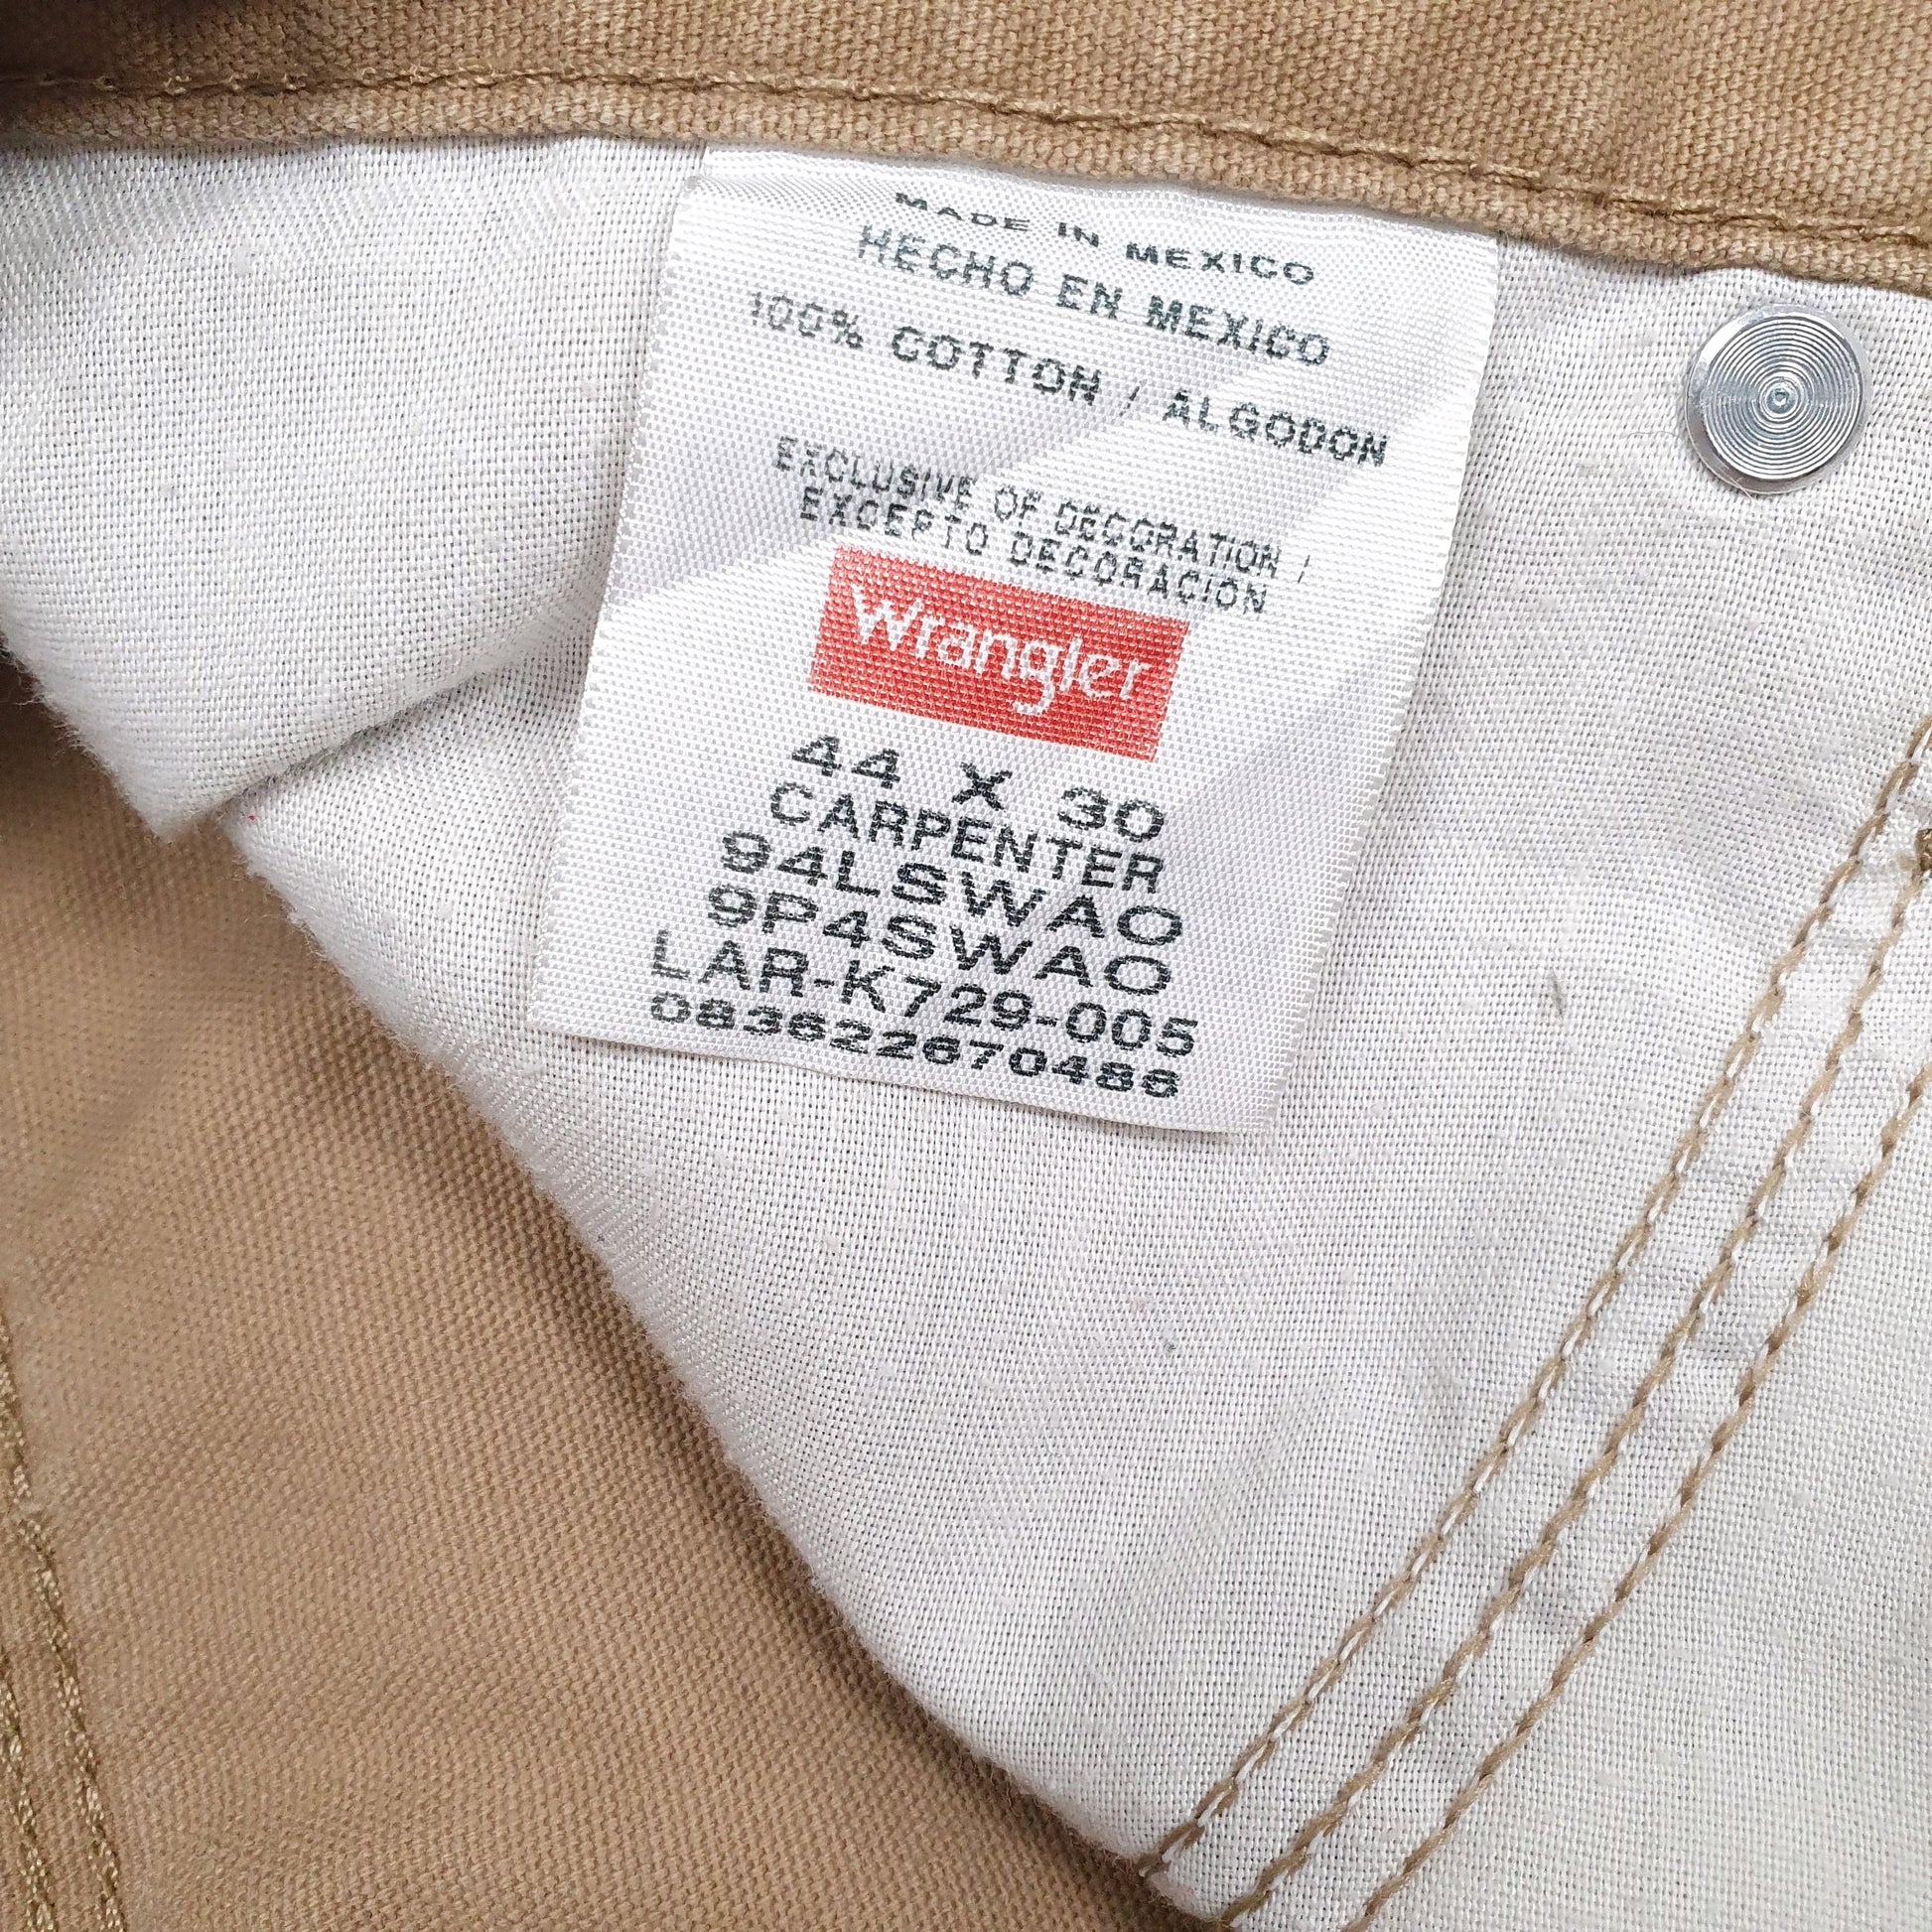 MADE IN MEXICO
HECHO EN MEXICO
100% COTTON / ALGODON
EXCLUSIVE OF DECORATION /
EXCEPTO DECORACION
Wrangler
44 X 30
CARPENTER
94LSWAO
9P4SWAO
LAR-K729-005
083622670486